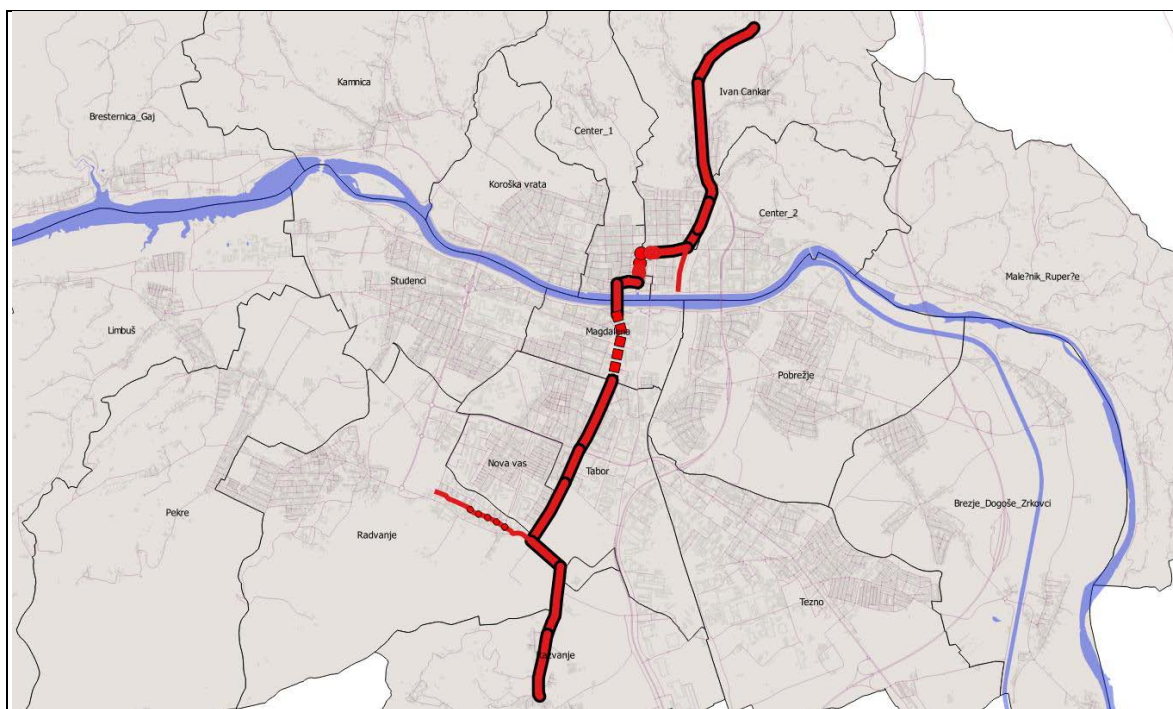 Kamnica
Ivan Cankar
Bresternica_Gaj
Center_1
Koroška vrata
Center_2
Male?nik_Ruper?e
Studenci
Limbuš
Magdalena
Pobrežje
Nova vas
Tabor
Brezje_Dogoše_Zrkovci
Pekre
Radvanje
Tezno
Razvanje